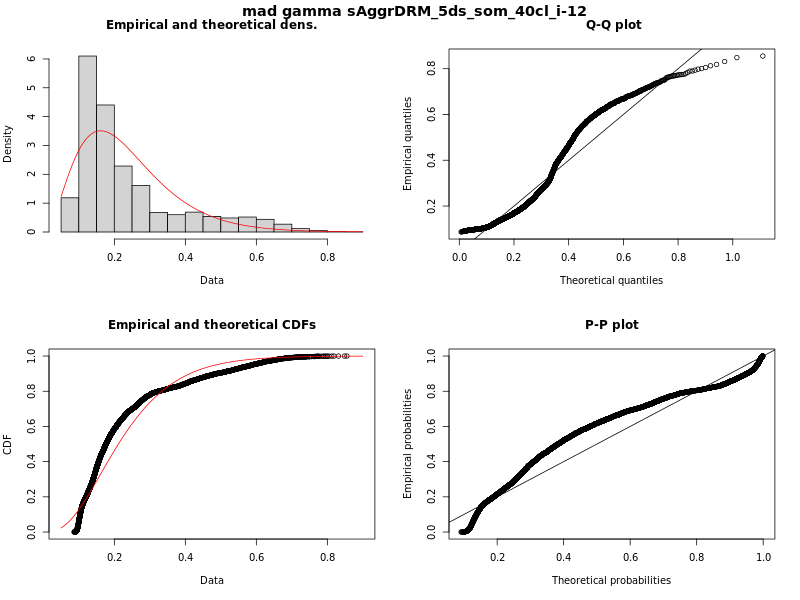 mad gamma sAggrDRM_5ds_som_40cl_i-12
Empirical and theoretical dens.
Density
0 1 2 3 4 5 6
0.2 0.4 0.6 0.8
Data
Q-Q plot
Empirical quantiles
0.2 0.4 0.6 0.8
0.0 0.2 0.4 0.6 0.8 1.0
Theoretical quantiles
Empirical and theoretical CDFs
CDF
0.0 0.2 0.4 0.6 0.8 1.0
0.2 0.4 0.6 0.8
Data
P-P plot
Empirical probabilities
0.0 0.2 0.4 0.6 0.8 1.0
0.2 0.4 0.6 0.8 1.0
Theoretical probabilities